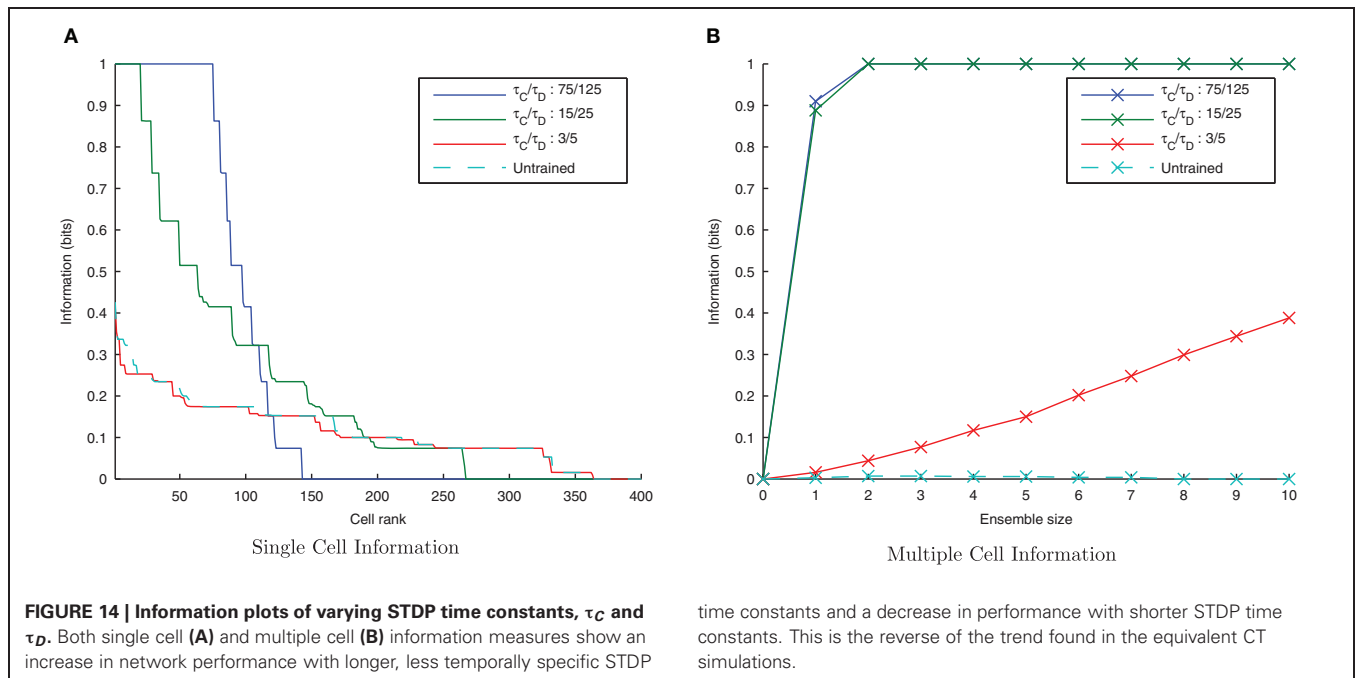 A
1
0.9
0.8
0.7
0.6
0.5
0.4
0.3
0.2
0.1
0
Information (bits)
50
100
150
200
250
300
350
400
Cell rank
τC/τD : 75/125
τC/τD : 15/25
τC/τD : 3/5
Untrained
Single Cell Information
B
1
0.9
0.8
0.7
0.6
0.5
0.4
0.3
0.2
0.1
0
Information (bits)
0
1
2
3
4
5
6
7
8
9
10
Ensemble size
τC/τD : 75/125
τC/τD : 15/25
τC/τD : 3/5
Untrained
Multiple Cell Information
FIGURE 14 | Information plots of varying STDP time constants, τC and
τD. Both single cell (A) and multiple cell (B) information measures show an
increase in network performance with longer, less temporally specific STDP
time constants and a decrease in performance with shorter STDP time
constants. This is the reverse of the trend found in the equivalent CT
simulations.